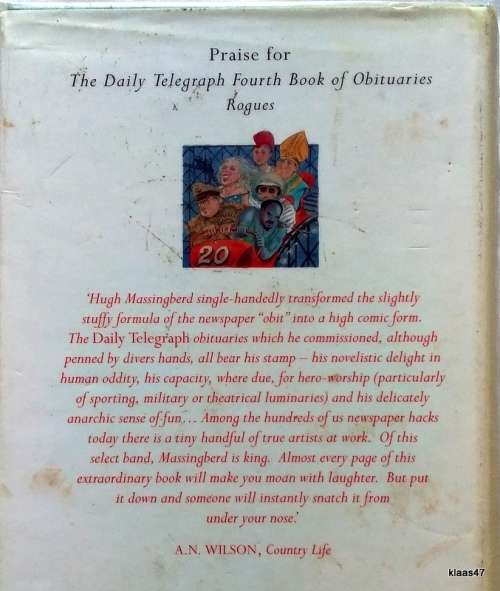 Praise for
The Daily Telegraph Fourth Book of Obituaries
Rogues
20
‘Hugh Massingberd single-handedly transformed the slightly
stuffy formula of the newspaper “obit” into a high comic form.
The Daily Telegraph obituaries which he commissioned, although
penned by divers hands, all bear his stamp – his novelistic delight in
human oddity, his capacity, where due, for hero-worship (particularly
of sporting, military or theatrical luminaries) and his delicately
anarchic sense of fun... Among the hundreds of us newspaper hacks
today there is a tiny handful of true artists at work. Of this
select band, Massingberd is king. Almost every page of this
extraordinary book will make you moan with laughter. But put
it down and someone will instantly snatch it from
under your nose.’
A.N. WILSON, Country Life
klaas47